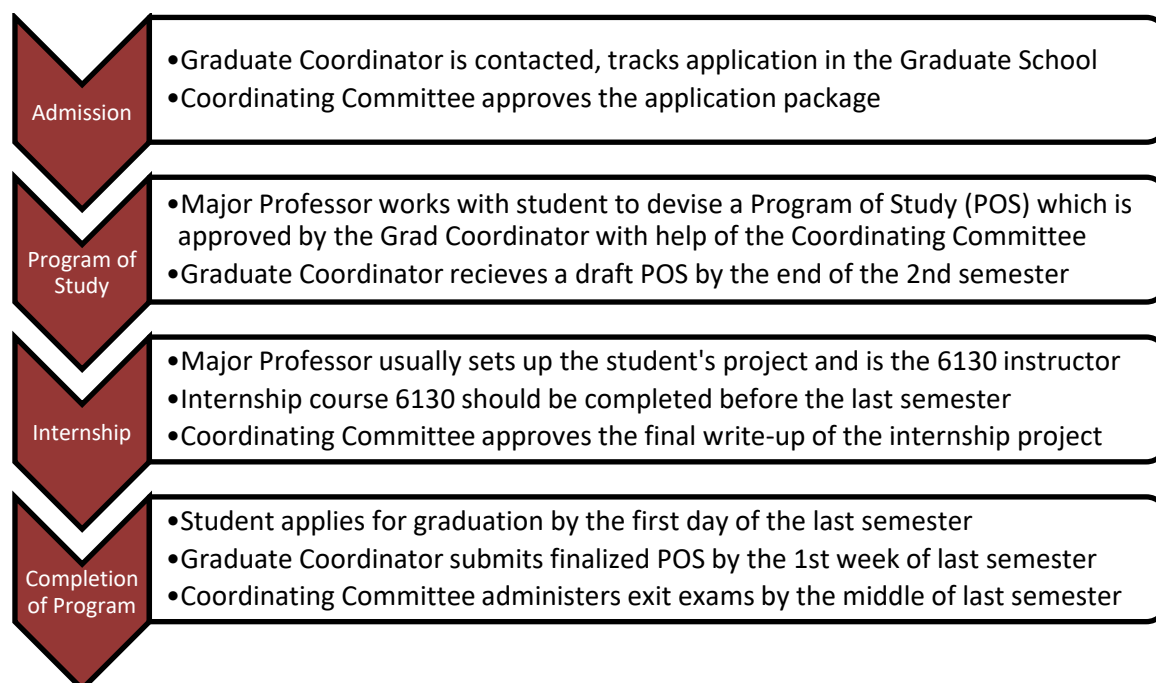 Admission
•Graduate Coordinator is contacted, tracks application in the Graduate School
•Coordinating Committee approves the application package
Program of
Study
•Major Professor works with student to devise a Program of Study (POS) which is
approved by the Grad Coordinator with help of the Coordinating Committee
•Graduate Coordinator recieves a draft POS by the end of the 2nd semester
Internship
•Major Professor usually sets up the student's project and is the 6130 instructor
•Internship course 6130 should be completed before the last semester
•Coordinating Committee approves the final write-up of the internship project
Completion
of Program
•Student applies for graduation by the first day of the last semester
•Graduate Coordinator submits finalized POS by the 1st week of last semester
•Coordinating Committee administers exit exams by the middle of last semester